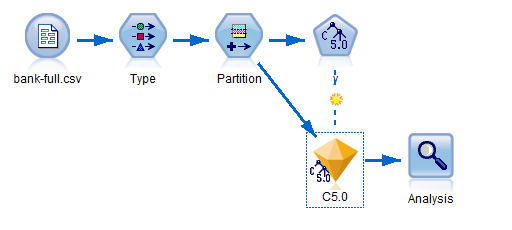 C 5.0
bank-full.csv
Type
Partition
y
C 5.0
C5.0
Analysis